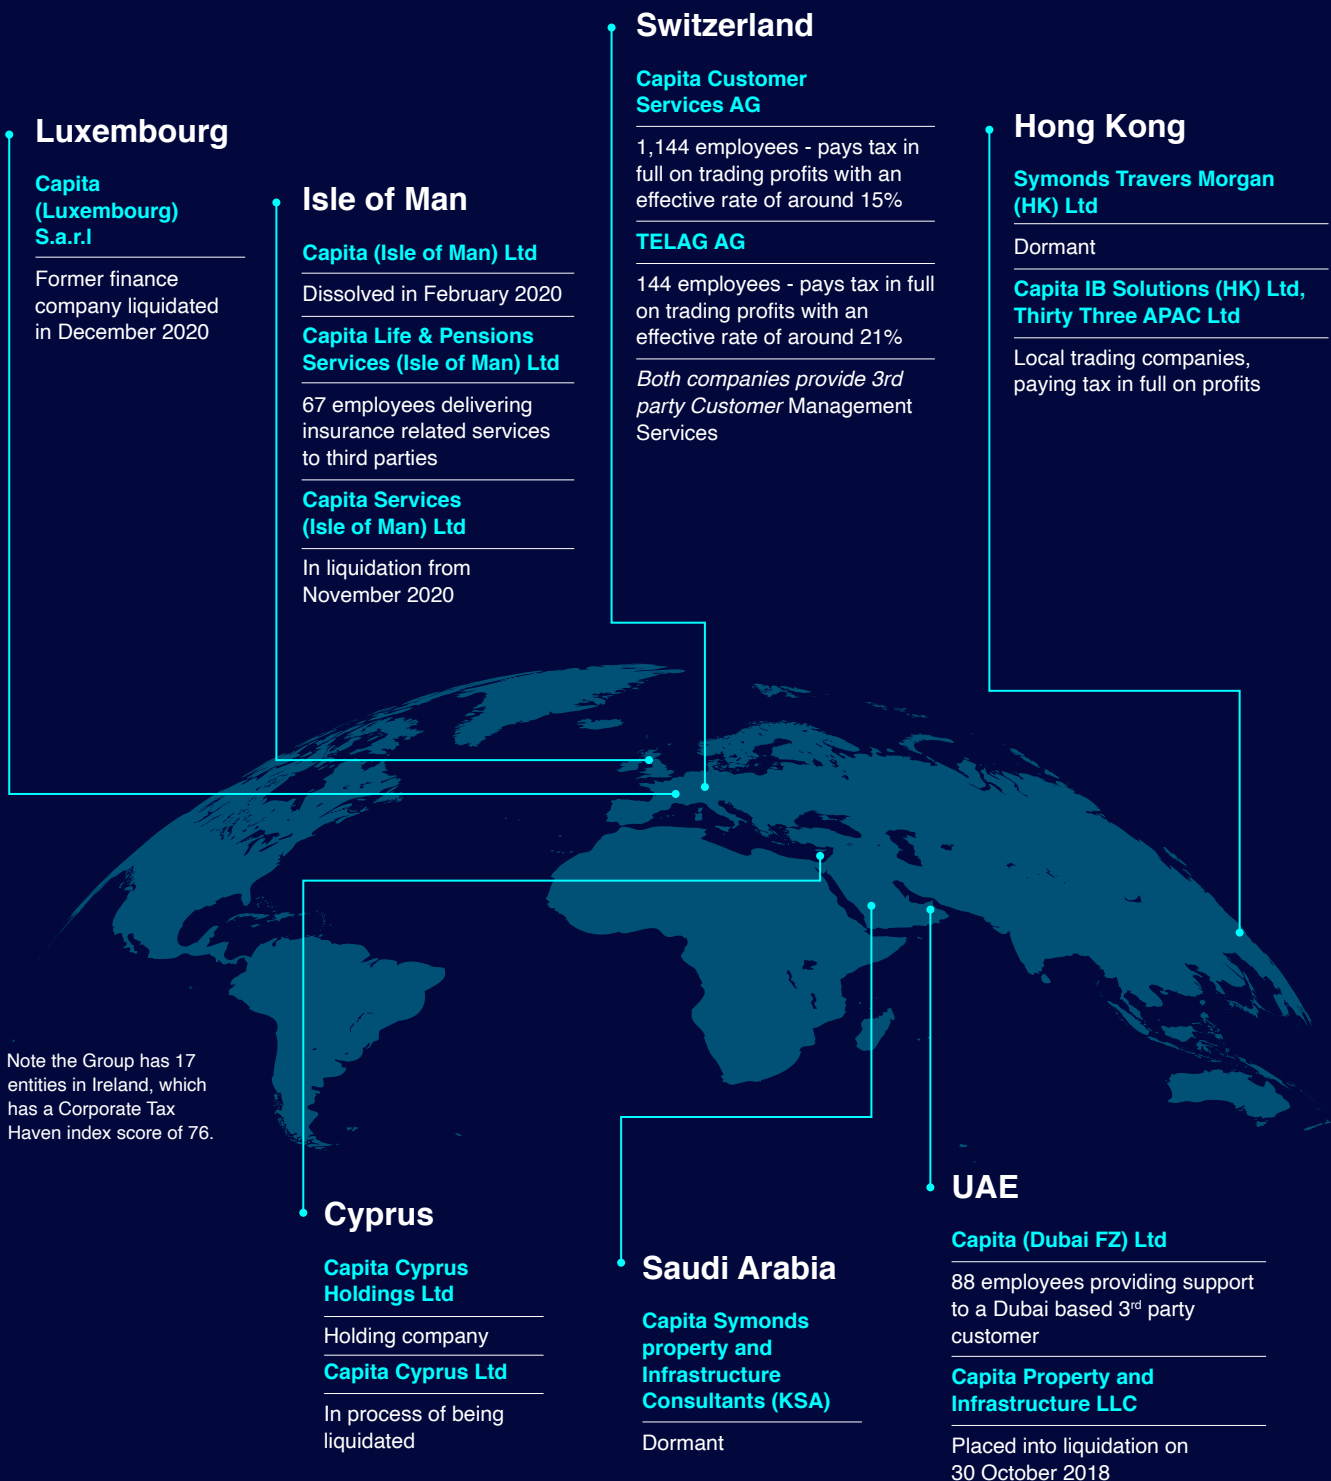 Switzerland
Capita Customer
Services AG
1,144 employees - pays tax in
full on trading profits with an
effective rate of around 15%
TELAG AG
144 employees - pays tax in full
on trading profits with an
effective rate of around 21%
Both companies provide 3rd
party Customer Management
Services
Luxembourg
Capita
(Luxembourg)
S.a.r.l
Former finance
company liquidated
in December 2020
Isle of Man
Capita (Isle of Man) Ltd
Dissolved in February 2020
Capita Life & Pensions
Services (Isle of Man) Ltd
67 employees delivering
insurance related services
to third parties
Capita Services
(Isle of Man) Ltd
In liquidation from
November 2020
Hong Kong
Symonds Travers Morgan
(HK) Ltd
Dormant
Capita IB Solutions (HK) Ltd,
Thirty Three APAC Ltd
Local trading companies,
paying tax in full on profits
Note the Group has 17
entities in Ireland, which
has a Corporate Tax
Haven index score of 76.
Cyprus
Capita Cyprus
Holdings Ltd
Holding company
Capita Cyprus Ltd
In process of being
liquidated
Saudi Arabia
Capita Symonds
property and
Infrastructure
Consultants (KSA)
Dormant
UAE
Capita (Dubai FZ) Ltd
88 employees providing support
to a Dubai based 3rd party
customer
Capita Property and
Infrastructure LLC
Placed into liquidation on
30 October 2018